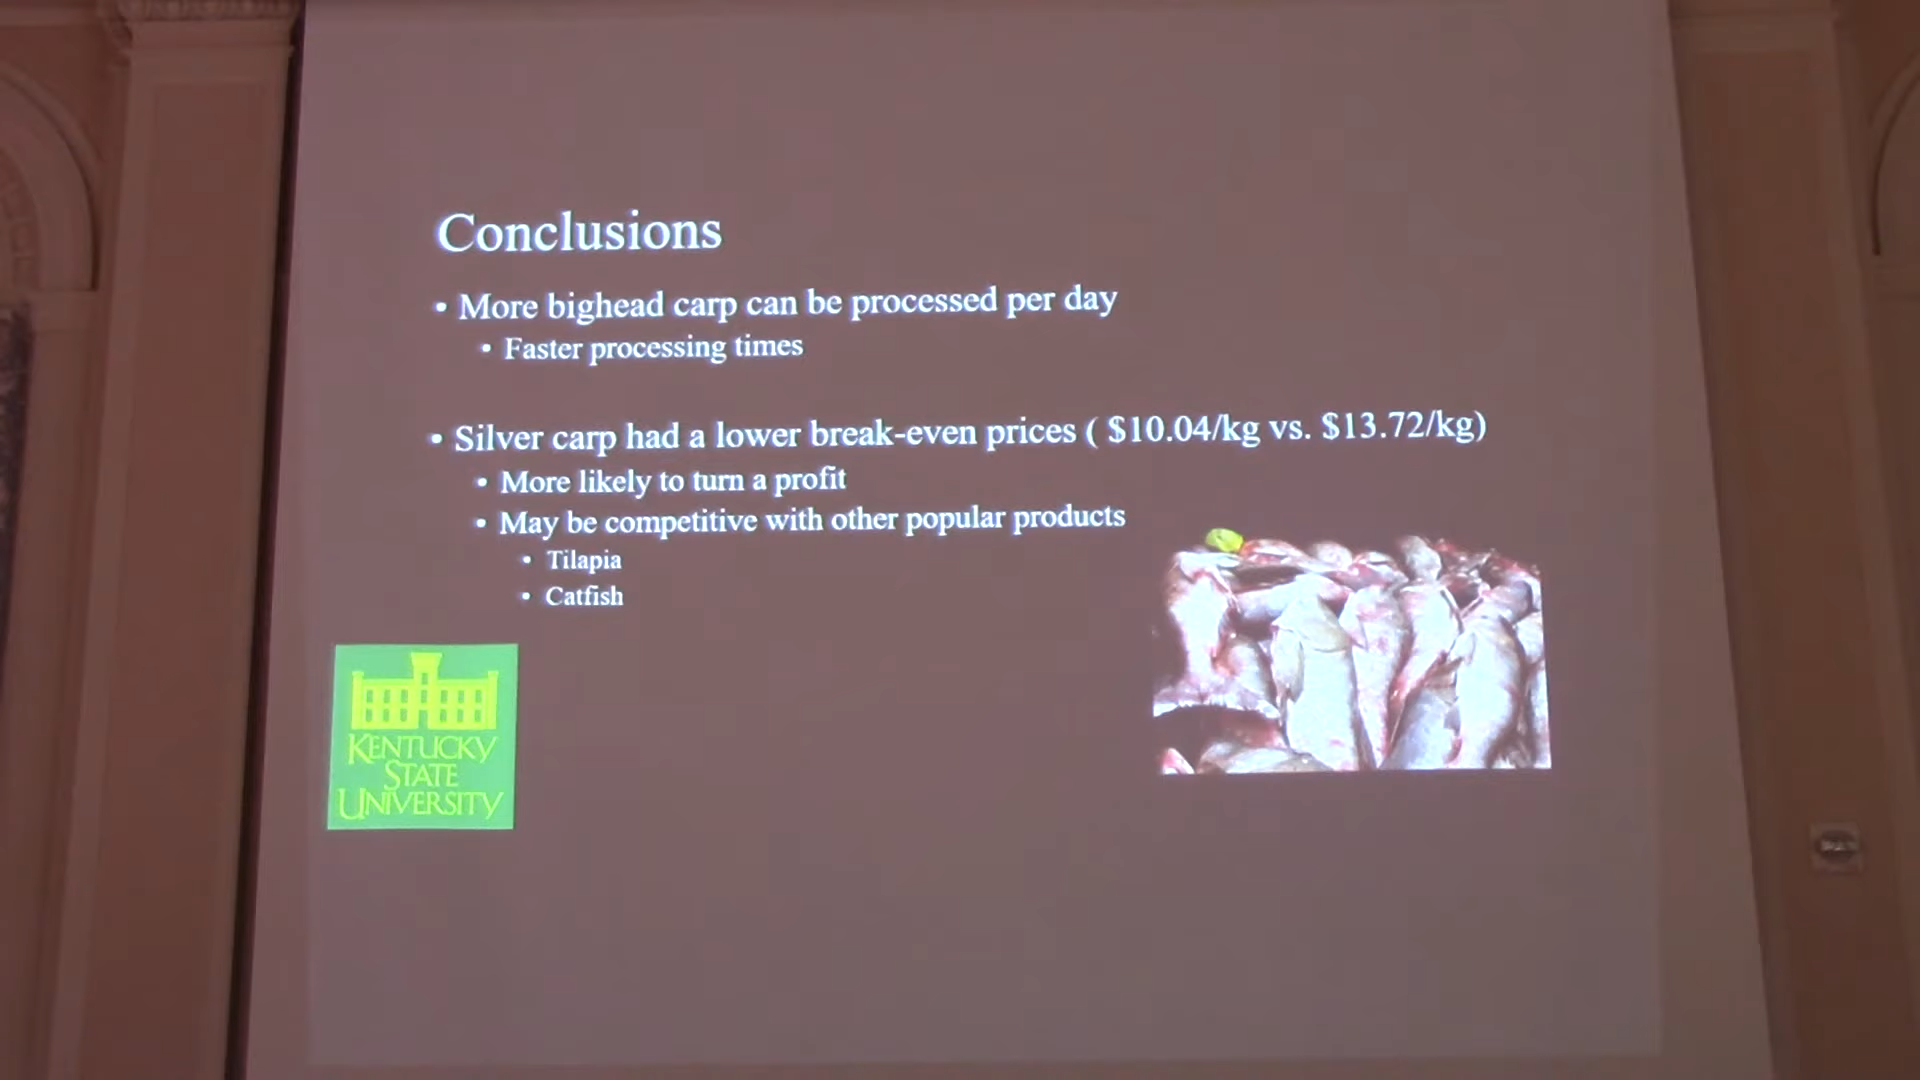 Conclusions
• More bighead carp can be processed per day
• Faster processing times
• Silver carp had a lower break-even prices ( $10.04/kg vs. $13.72/kg)
• More likely to turn a profit
• May be competitive with other popular products
• Tilapia
• Catfish
KENTUCKY
STATE
UNIVERSITY